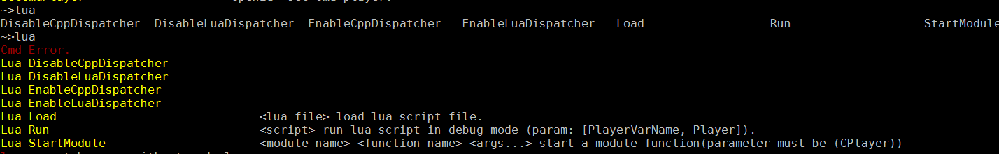 ~>lua
DisableCppDispatcher DisableLuaDispatcher EnableCppDispatcher EnableLuaDispatcher Load Run StartModule
~>lua
Cmd Error.
Lua DisableCppDispatcher
Lua DisableLuaDispatcher
Lua EnableCppDispatcher
Lua EnableLuaDispatcher
Lua Load <lua file> load lua script file.
Lua Run <script> run lua script in debug mode (param: [PlayerVarName, Player]).
Lua StartModule <module name> <function name> <args...> start a module function(parameter must be (CPlayer))